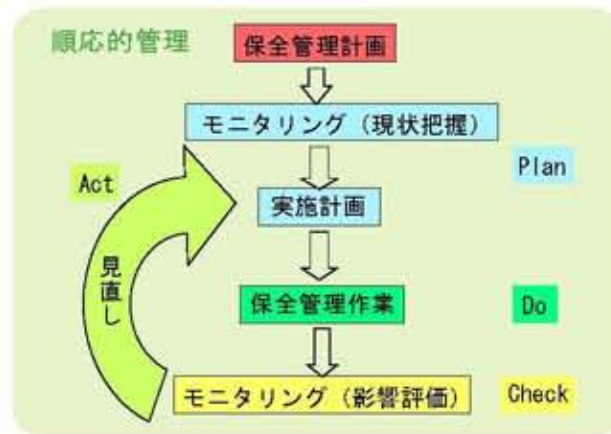 順応的管理
保全管理計画
モニタリング（現状把握）
Plan
Act
実施計画
見直し
保全管理作業
Do
モニタリング（影響評価）
Check